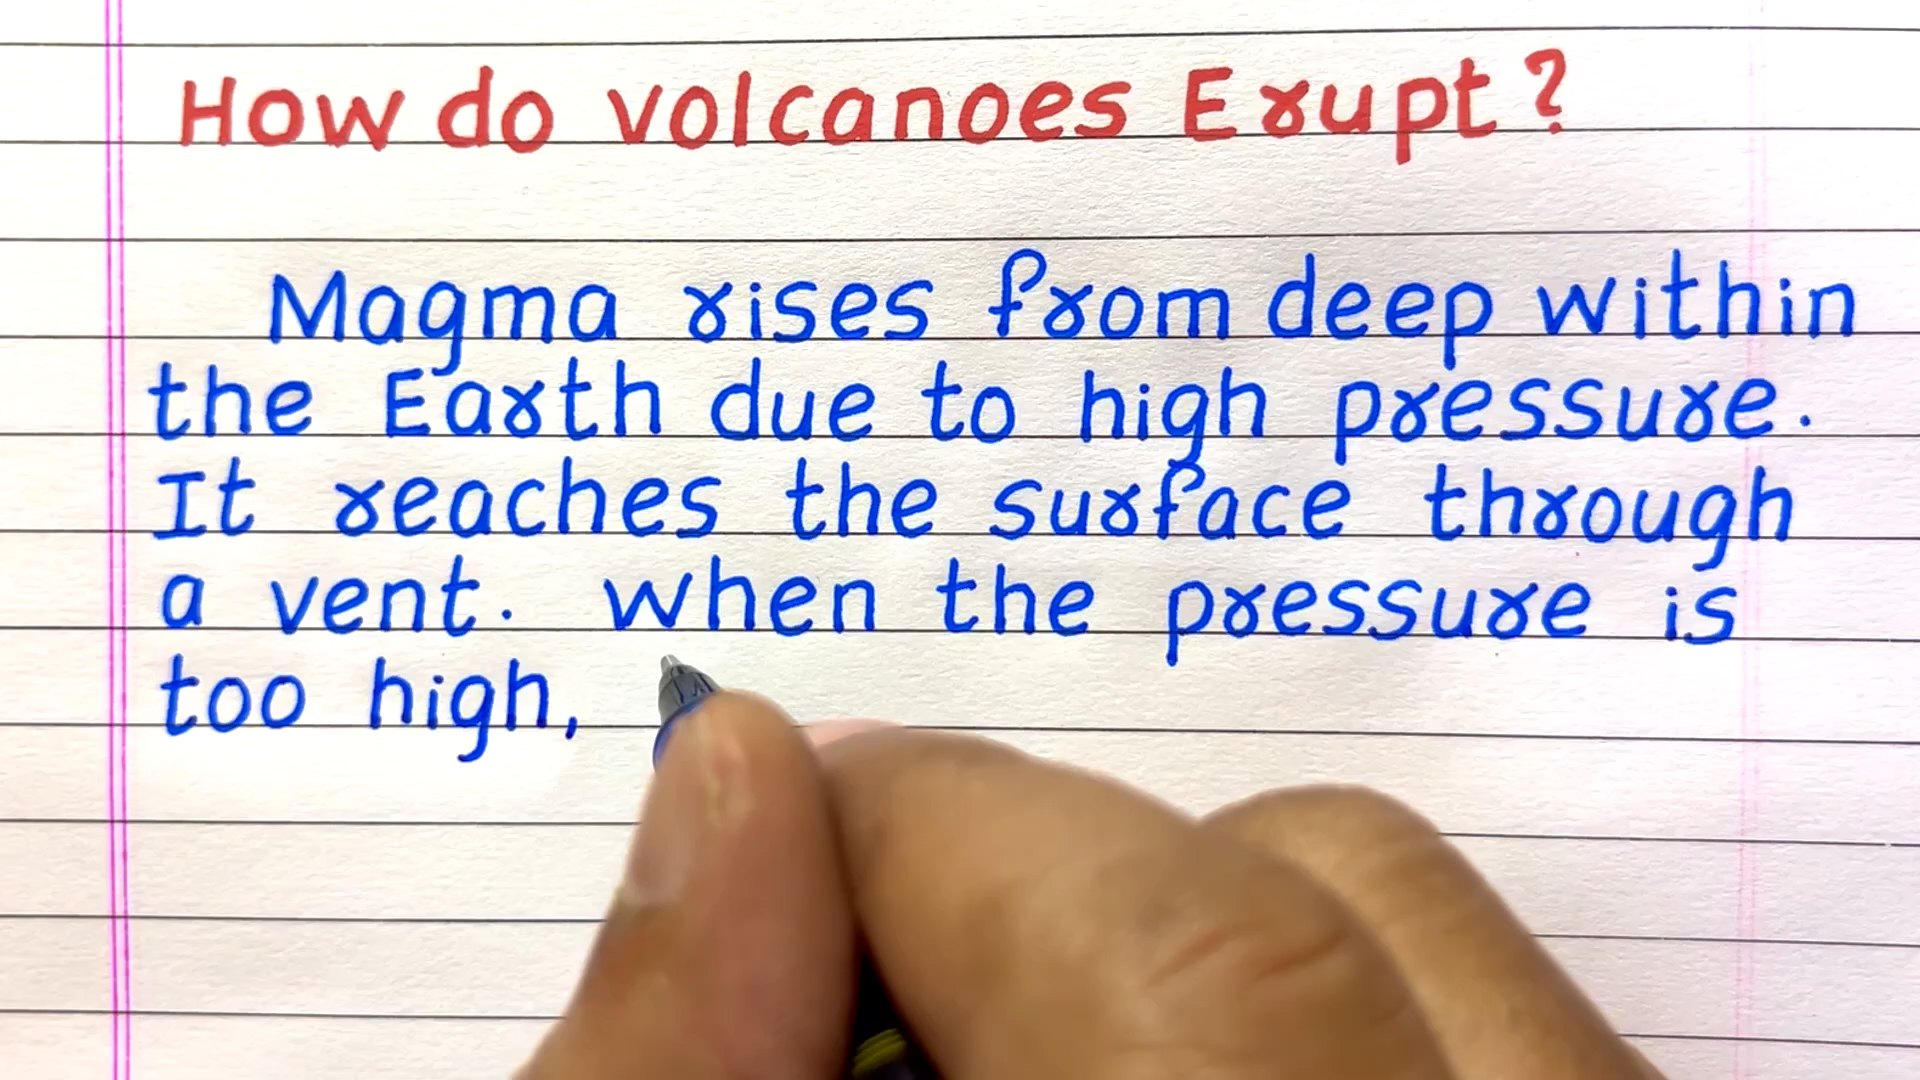 How do volcanoes Erupt?
Magma rises from deep within
the Earth due to high pressure.
It reaches the surface through
a vent. When the pressure is
too high,